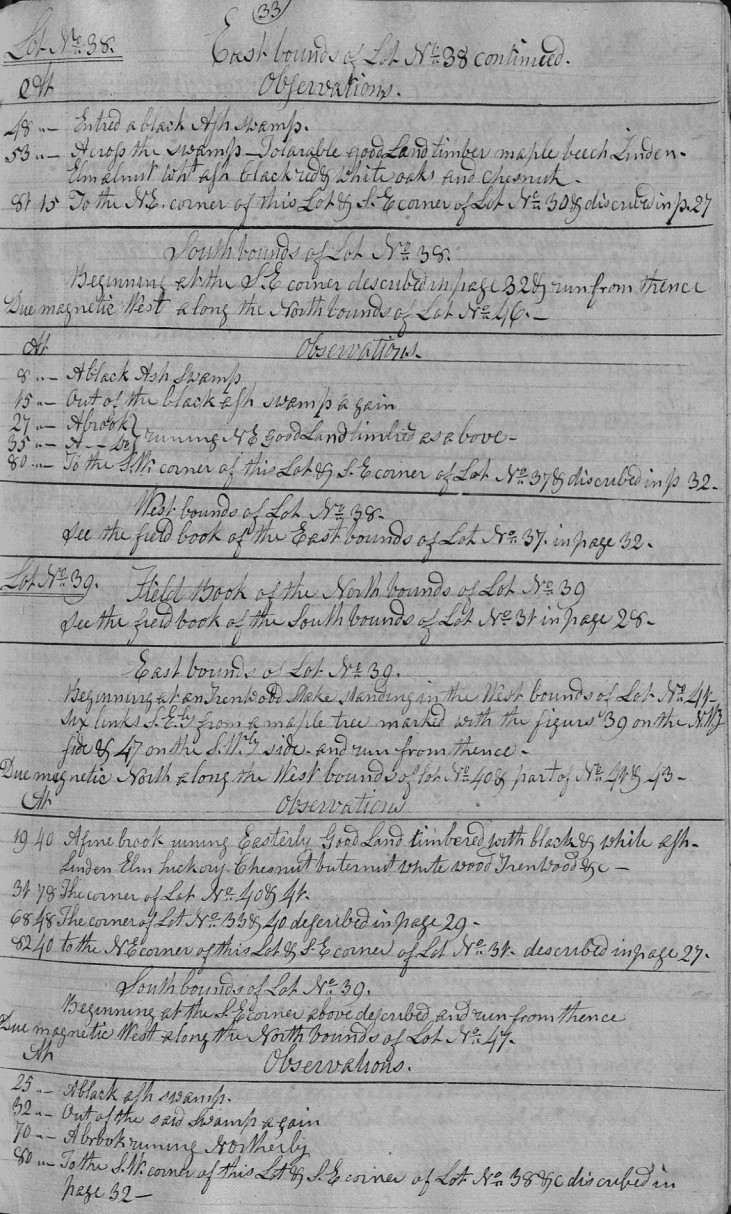 33
Lot No. 38. East bounds of Lot No. 38 continued.
At Observations.
48 " — Entred a black Ash swamp.
53 " — Across the swamp — Tolarable good Land timber maple beech Linden.
Elm walnut wht ash black red & white oaks and chesnut.
81 15 To the N.E. corner of this Lot & S.E corner of Lot No. 30 & discribed in p. 27
South bounds of Lot No. 38.
Beginning at the S.E corner described in page 32 & run from thence
Due magnetic West along the North bounds of Lot No. 46. —
At Observations.
8 " — A black Ash Swamp
15 " — Out of the black ash swamp again
27 " — A brook }
35 " — A — Do } runing N E good Land timbred as above —
80 " — To the S.W. corner of this Lot & S.E corner of Lot No. 37 & discribed in p 32.
West bounds of Lot No. 38.
See the field book of the East bounds of Lot No. 37. in page 32.
Lot No. 39. Field Book of the North bounds of Lot No. 39
See the field book of the South bounds of Lot No. 31 in page 28.
East bounds of Lot No. 39.
Beginning at an Irenwood Stake standing in the West bounds of Lot No. 41.
six links S.Ely from a maple tree marked with the figurs 39 on the N.Wly
side & 47 on the S.Wly side and run from thence —
Due magnetic North along the West bounds of lot No. 40 & part of No. 41 & 43 —
At Observations
19 40 A fine brook runing Easterly Good Land timbered with black & while ash.
Linden Elm hickory Chesnut buternut white wood Irenwood &c —
31 78 The corner of Lot No. 40 & 41.
68 48 The corner of Lot No. 33 & 40 described in page 29 —
82 40 to the N E corner of this Lot & S.E corner of Lot No. 31. described in page 27.
South bounds of Lot No. 39.
Beginning at the S.E corner above described and run from thence
Due magnetic West along the North bounds of Lot No. 47.
At Observations.
25 " — A black ash swamp.
32 " — Out of the said swamp again
70 " — A brook runing Northerly
80 " — To the S.W. corner of this Lot & S.E corner of Lot No. 38 &c discribed in
page 32 —